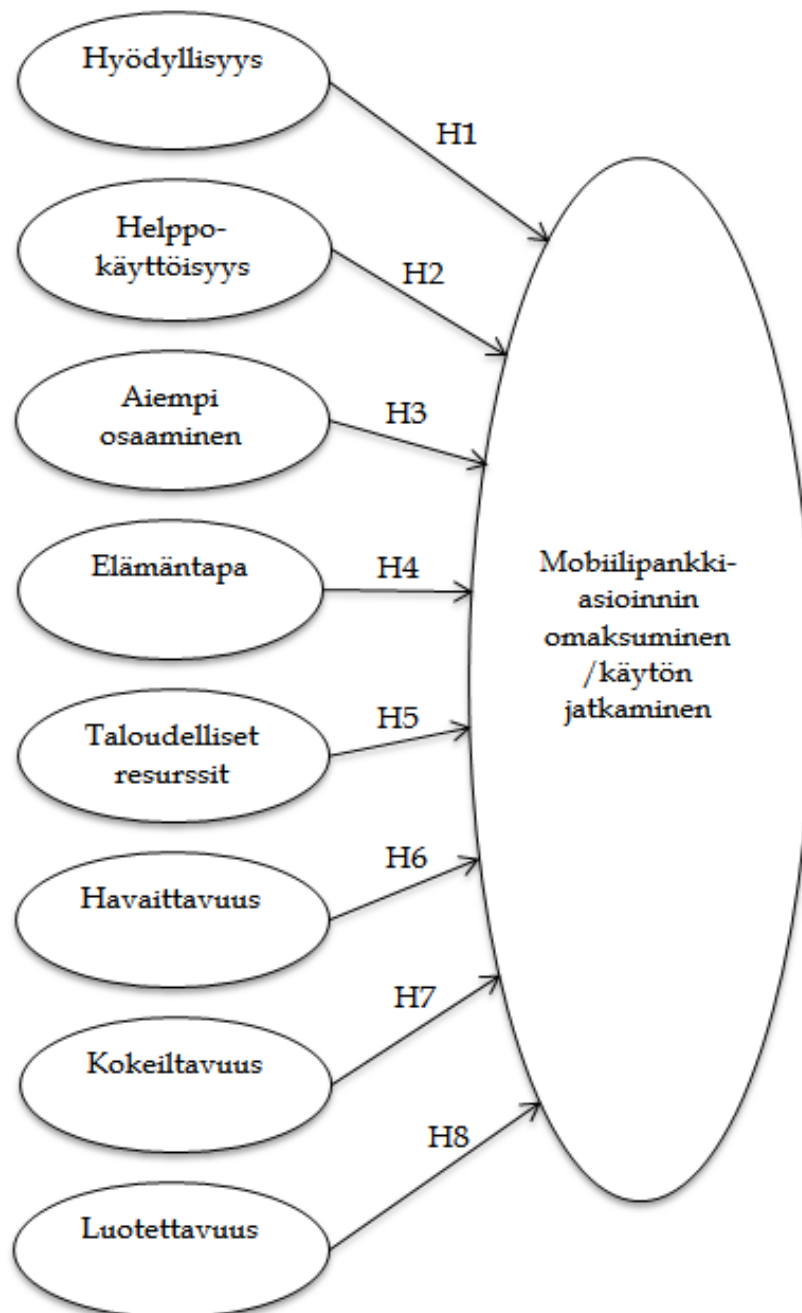 Hyödyllisyys
H1
Helppo-
käyttöisyys
H2
Aiempi
osaaminen
H3
Elämäntapa
H4
Taloudelliset
resurssit
H5
Havaittavuus
H6
Kokeiltavuus
H7
Luotettavuus
H8
Mobiilipankki-
asioinnin
omaksuminen
/käytön
jatkaminen